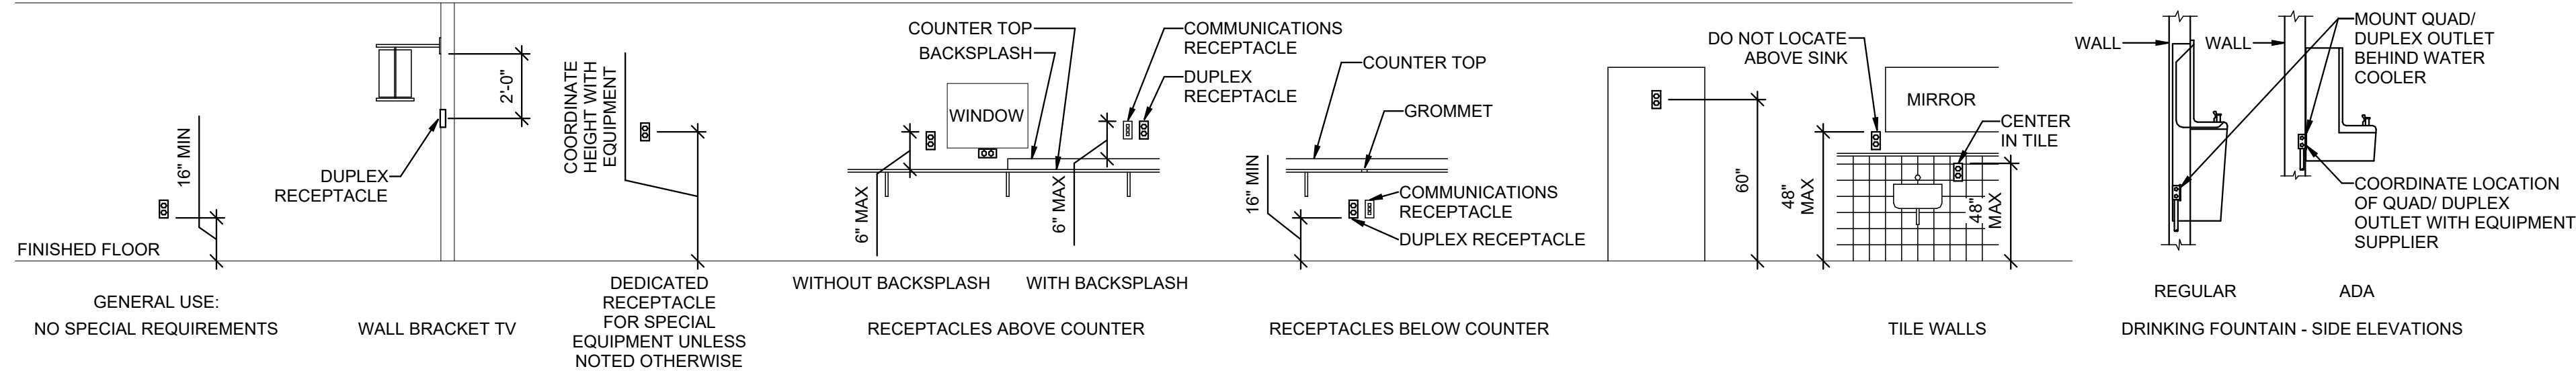 16" MIN
FINISHED FLOOR
GENERAL USE:
NO SPECIAL REQUIREMENTS
2'-0"
DUPLEX
RECEPTACLE
WALL BRACKET TV
COORDINATE
HEIGHT WITH
EQUIPMENT
DEDICATED
RECEPTACLE
FOR SPECIAL
EQUIPMENT UNLESS
NOTED OTHERWISE
COUNTER TOP
BACKSPLASH
COMMUNICATIONS
RECEPTACLE
DUPLEX
RECEPTACLE
WINDOW
6" MAX
6" MAX
WITHOUT BACKSPLASH
WITH BACKSPLASH
RECEPTACLES ABOVE COUNTER
COUNTER TOP
GROMMET
16" MIN
COMMUNICATIONS
RECEPTACLE
DUPLEX RECEPTACLE
RECEPTACLES BELOW COUNTER
60"
DO NOT LOCATE
ABOVE SINK
MIRROR
CENTER
IN TILE
48"
MAX
48"
MAX
TILE WALLS
WALL
WALL
MOUNT QUAD/
DUPLEX OUTLET
BEHIND WATER
COOLER
COORDINATE LOCATION
OF QUAD/ DUPLEX
OUTLET WITH EQUIPMENT
SUPPLIER
REGULAR
ADA
DRINKING FOUNTAIN - SIDE ELEVATIONS